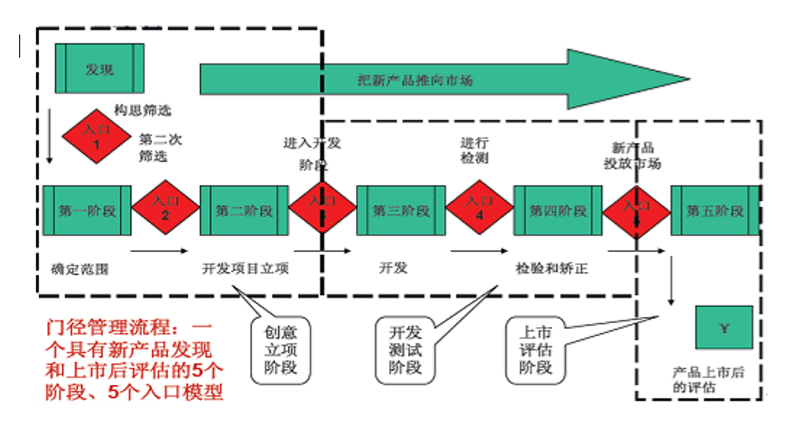 发现
把新产品推向市场
构思筛选
入口
1
第二次
筛选
进入开发
阶段
进行
检测
新产品
投放市场
第一阶段
入口
2
第二阶段
入口
第三阶段
入口
4
第四阶段
入口
第五阶段
确定范围
开发项目立项
开发
检验和矫正
门径管理流程：一
个具有新产品发现
和上市后评估的5个
阶段、5个入口模型
创意
立项
阶段
开发
测试
阶段
上市
评估
阶段
¥
产品上市后
的评估